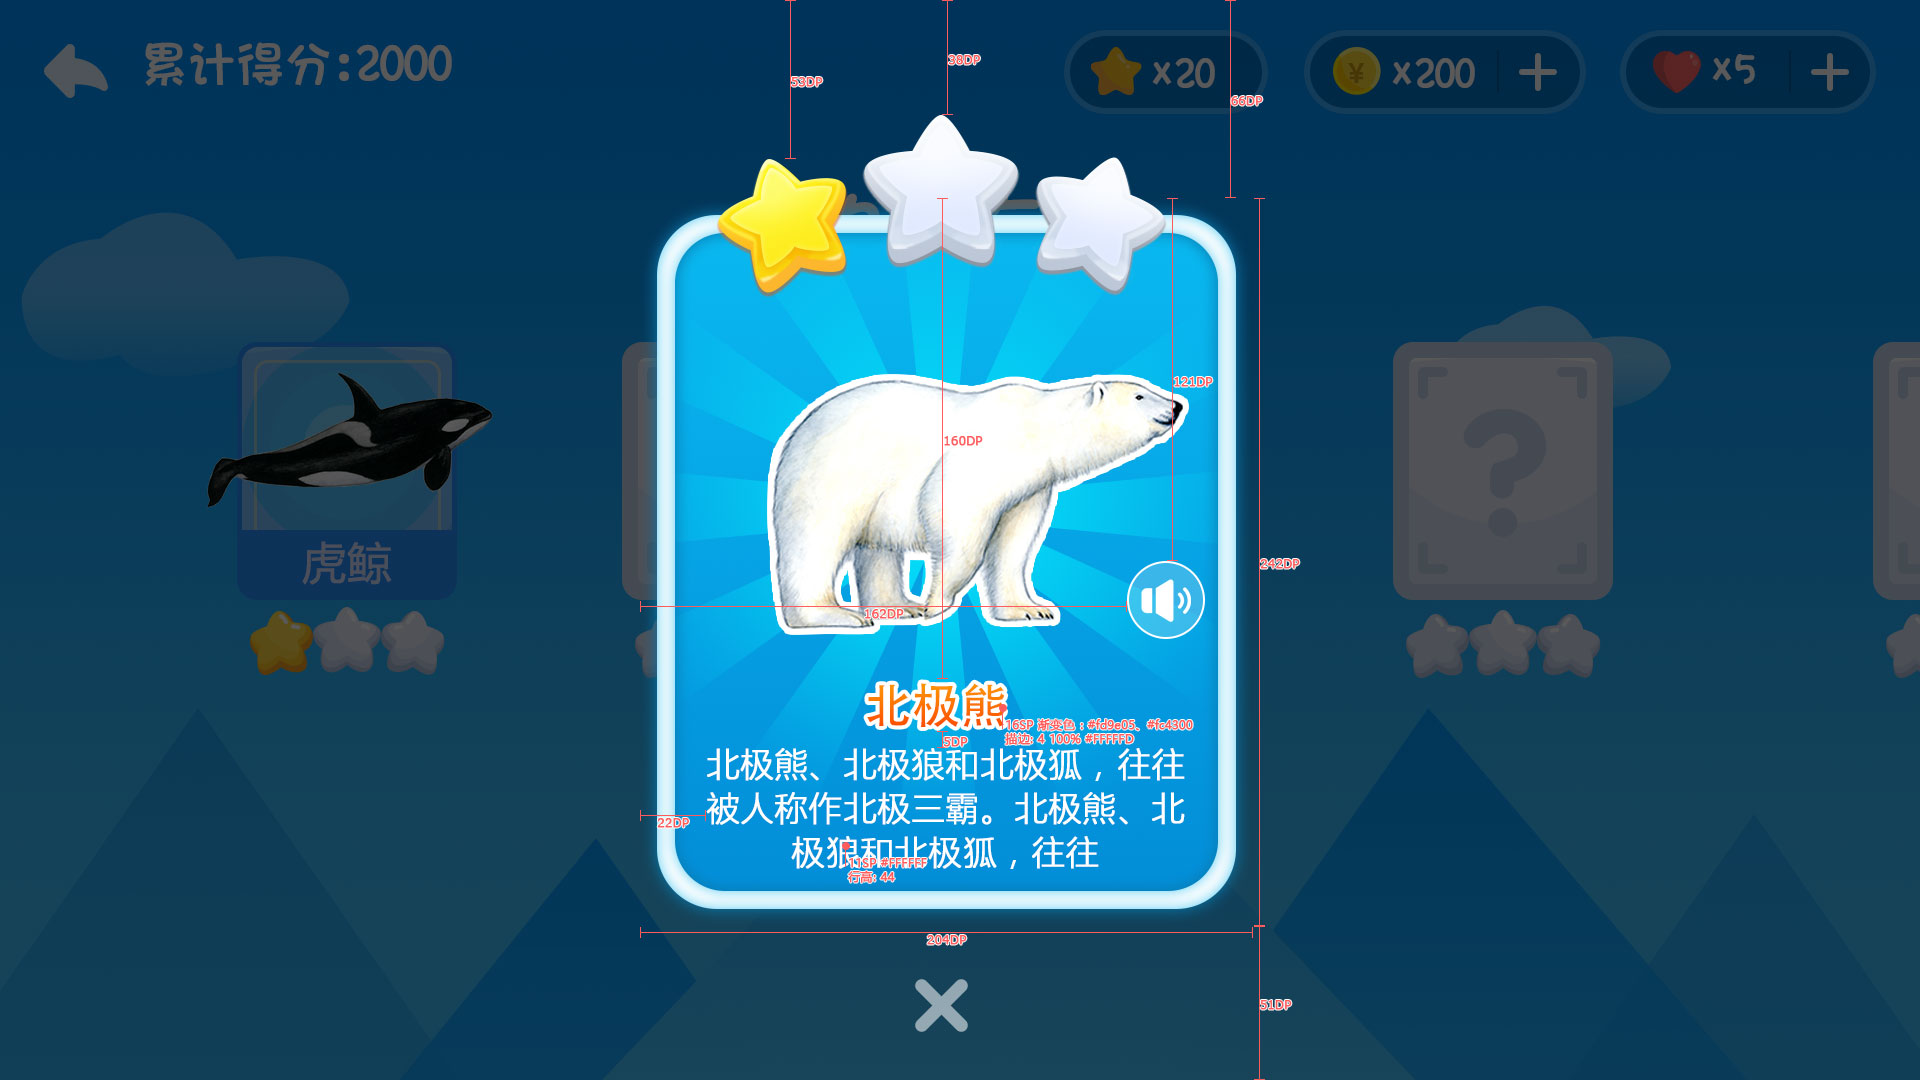 累计得分:2000
×20
¥
×200
×5
53DP
38DP
66DP
121DP
160DP
242DP
162DP
虎鲸
?
北极熊
16SP 渐变色：#fd9e05、#fc4300
描边: 4 100% #FFFFFD
5DP
北极熊、北极狼和北极狐，往往
被人称作北极三霸。北极熊、北
极狼和北极狐，往往
22DP
11SP #FFFFFF
行高: 44
204DP
51DP